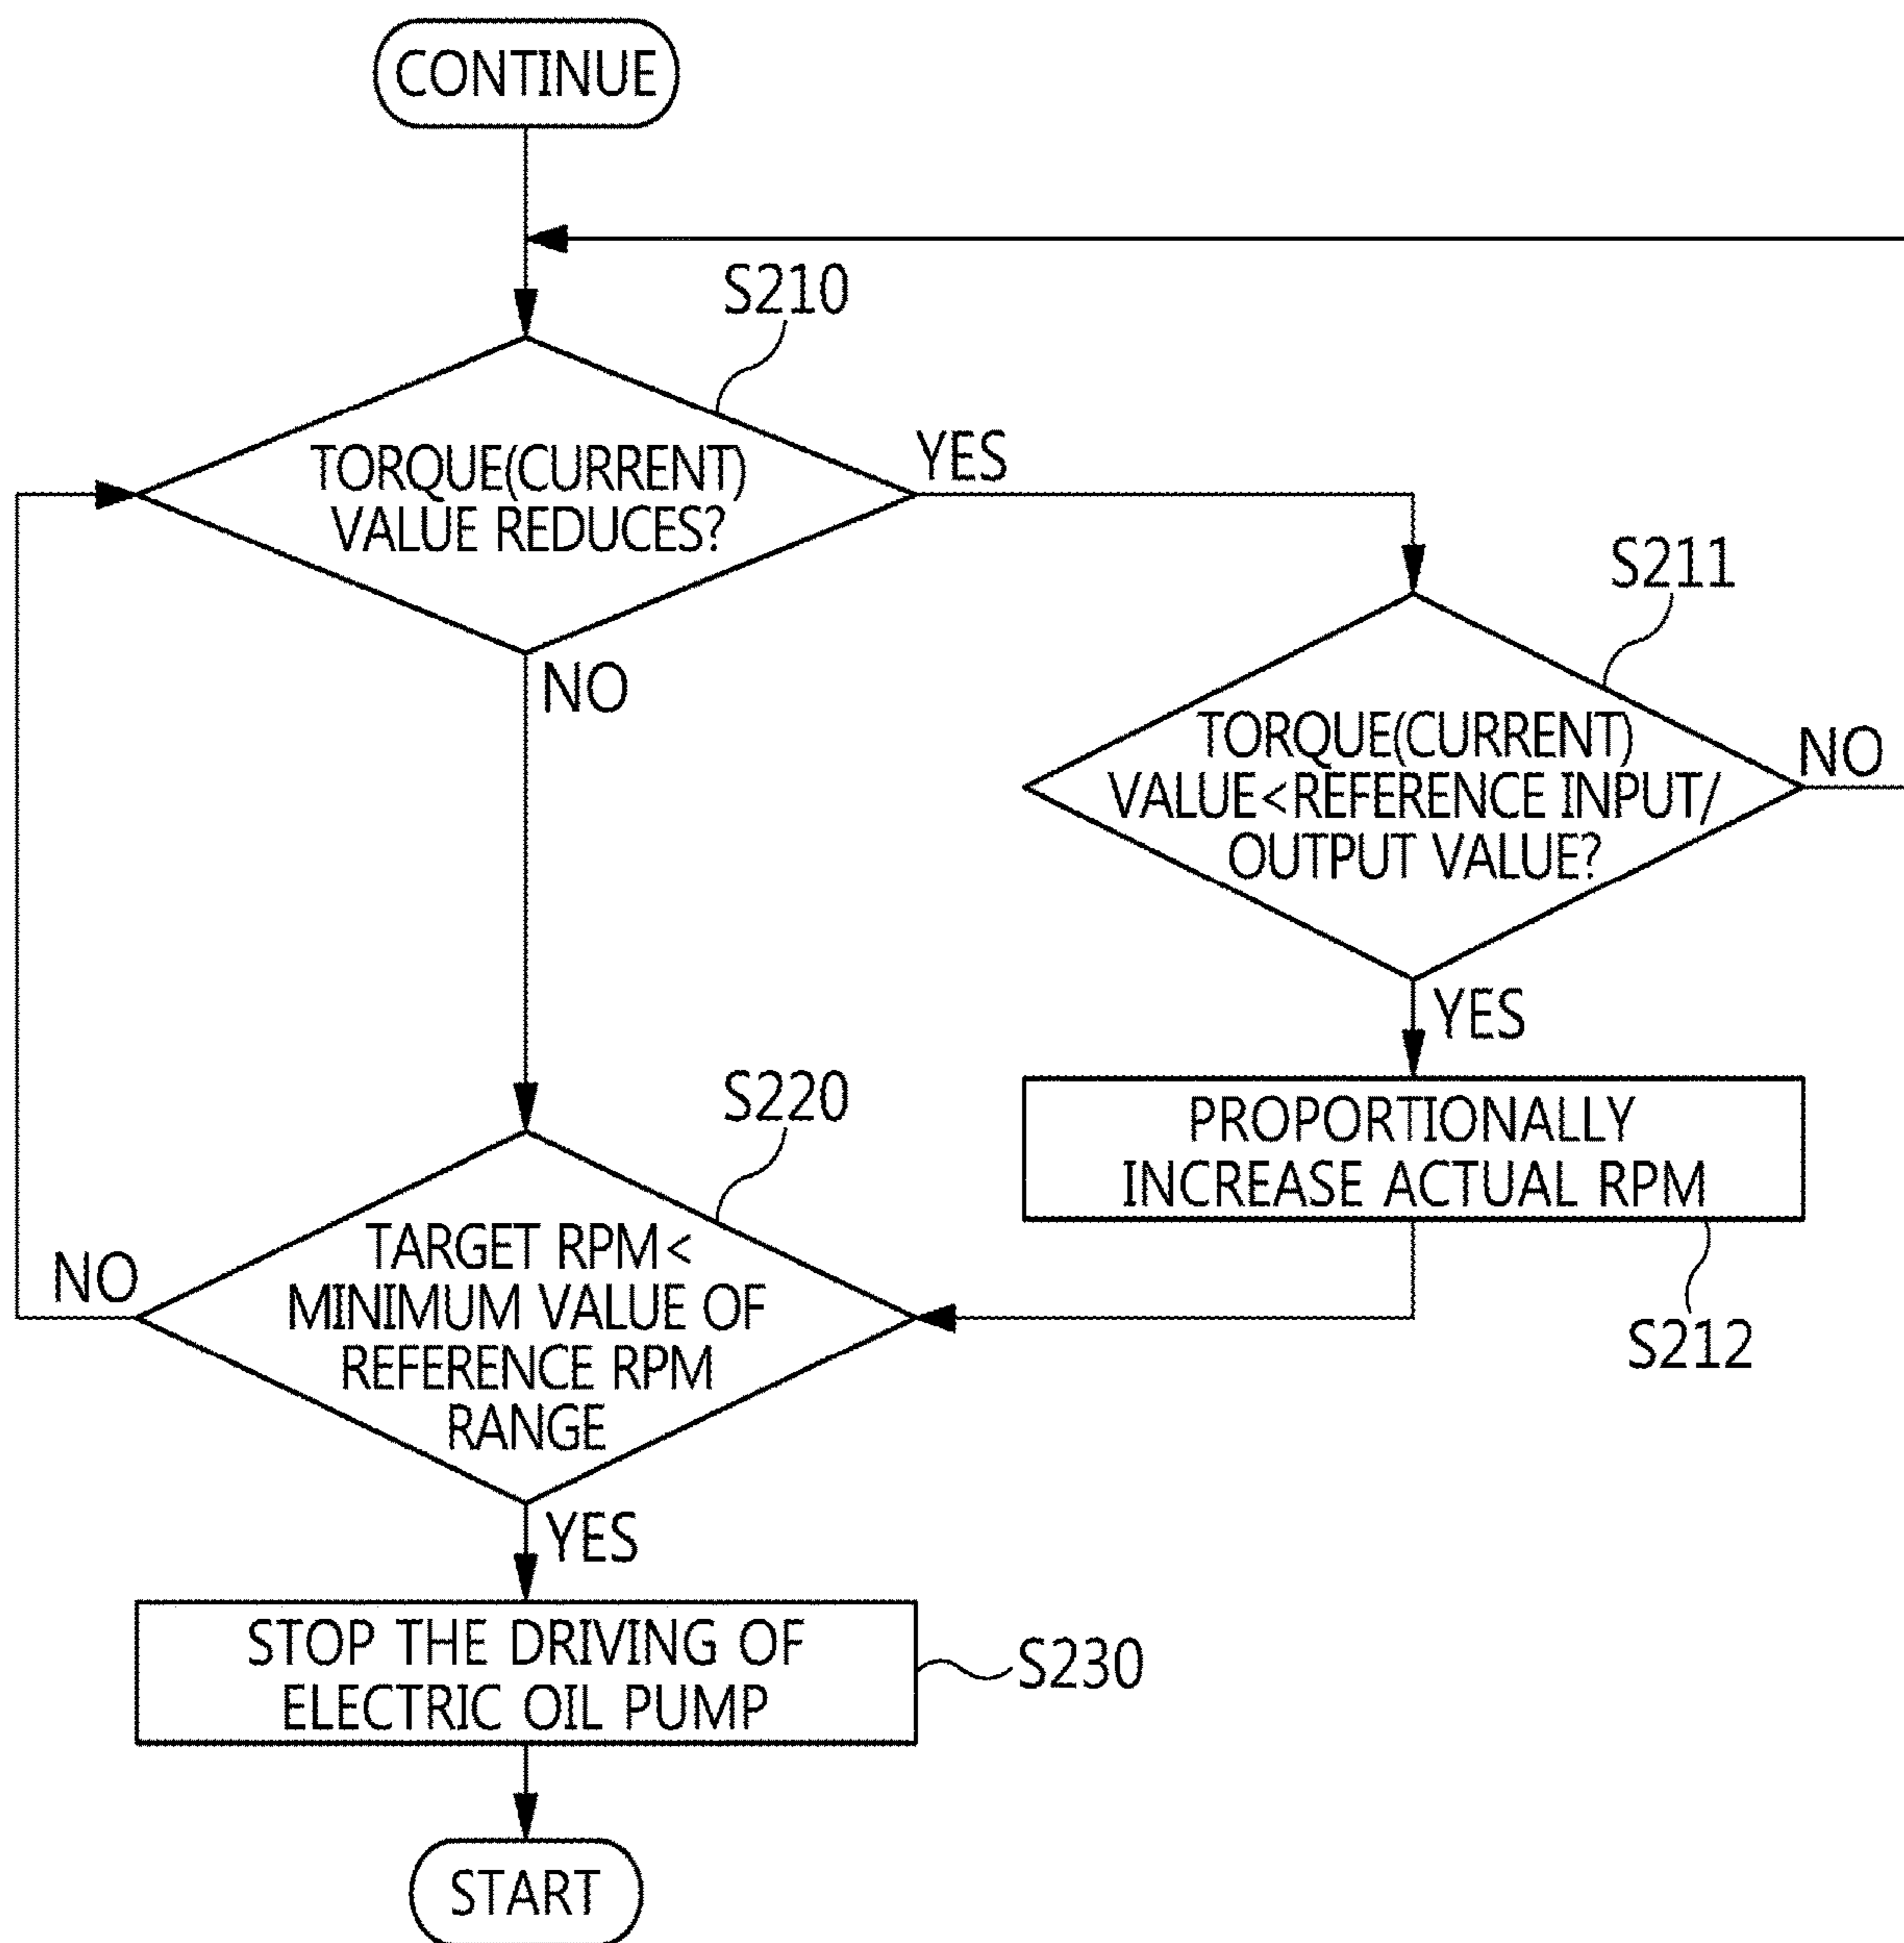 CONTINUE
S210
TORQUE(CURRENT)
VALUE REDUCES?
YES
NO
S211
TORQUE(CURRENT)
VALUE<REFERENCE INPUT/
OUTPUT VALUE?
NO
YES
PROPORTIONALLY
INCREASE ACTUAL RPM
S212
S220
TARGET RPM<
MINIMUM VALUE OF
REFERENCE RPM
RANGE
NO
YES
STOP THE DRIVING OF
ELECTRIC OIL PUMP
S230
START